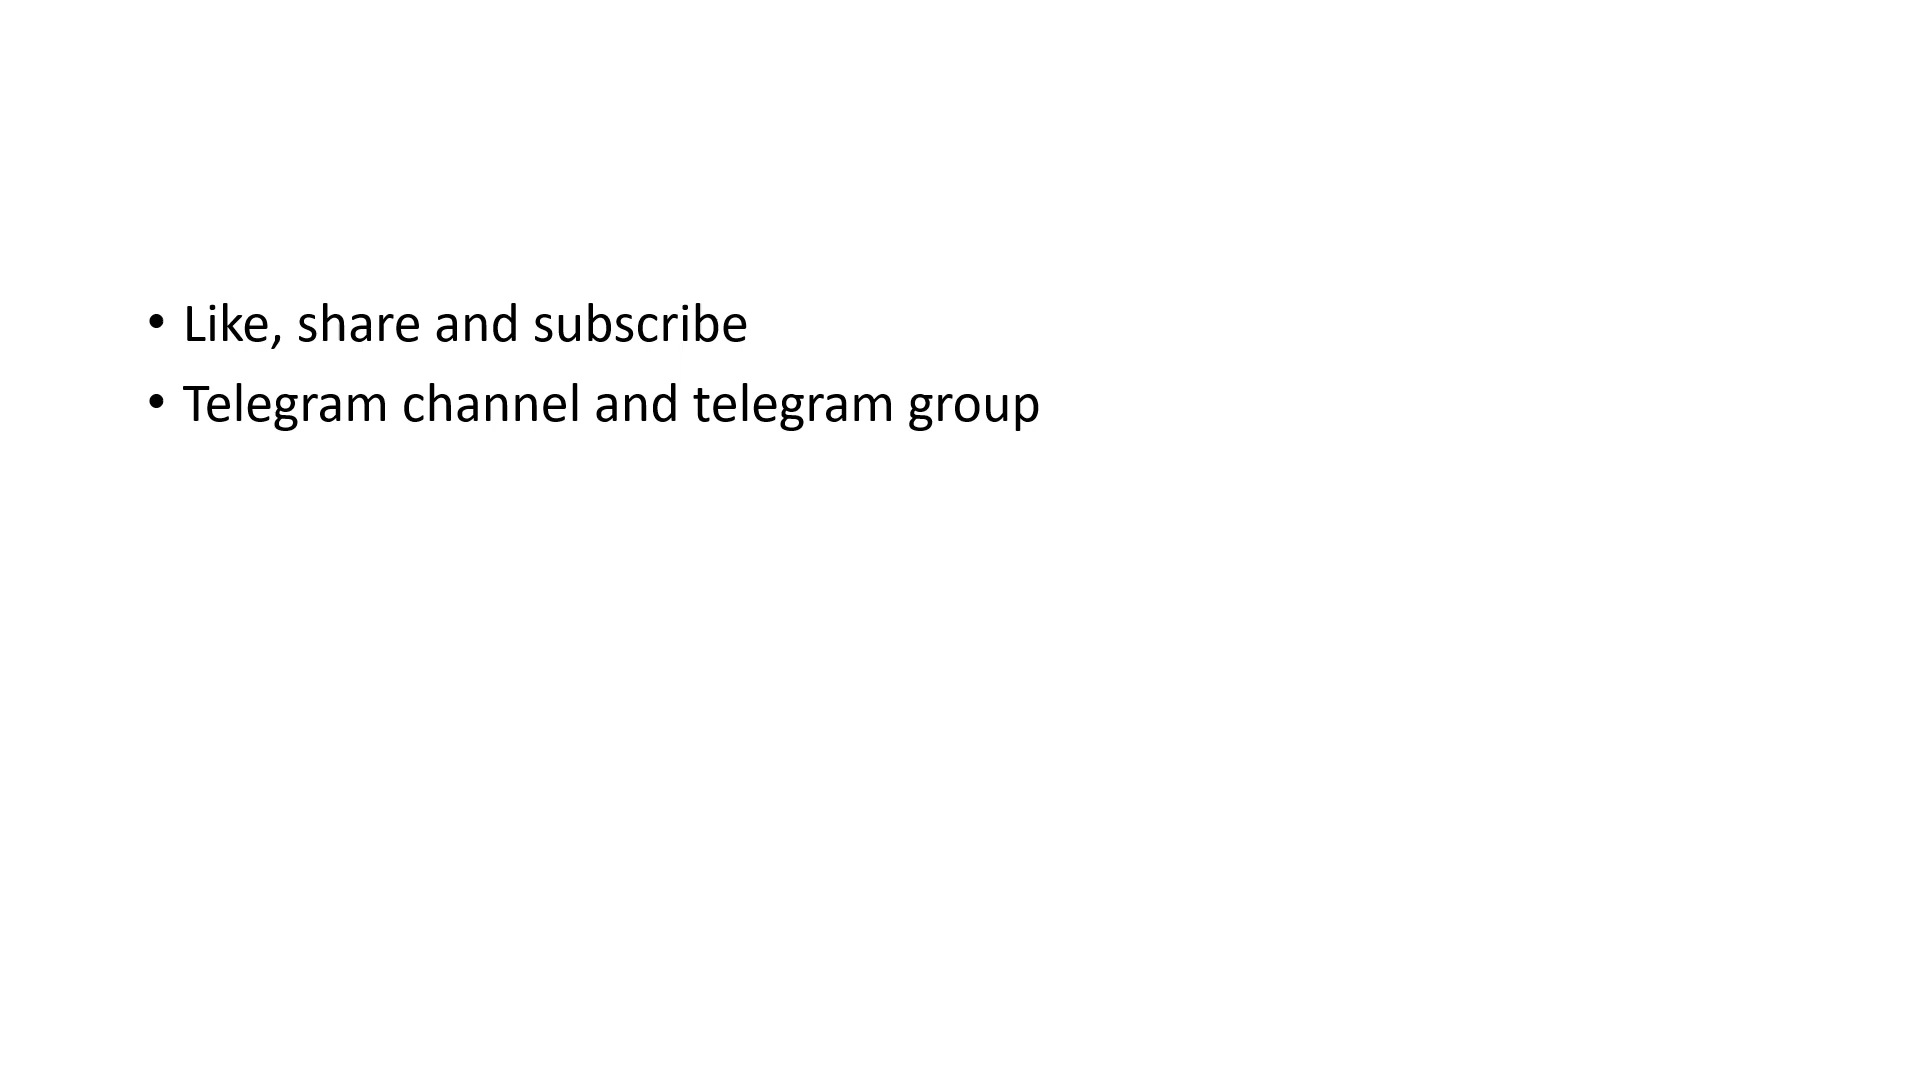 • Like, share and subscribe
• Telegram channel and telegram group